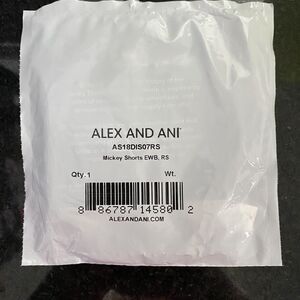 ALEX AND ANI
AS18DIS07RS
Mickey Shorts EWB, RS
Qty. 1 Wt.
8 86787 14580 2
ALEXANDANI.COM